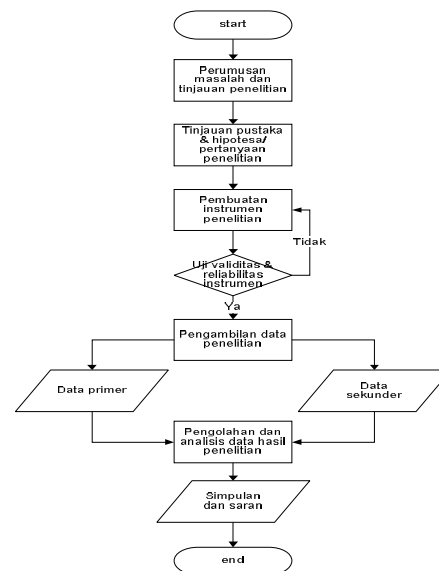 start
Perumusan
masalah dan
tinjauan penelitian
Tinjauan pustaka
& hipotesa/
pertanyaan
penelitian
Pembuatan
instrumen
penelitian
Tidak
Uji validitas &
reliabilitas
instrumen
Ya
Pengambilan data
penelitian
Data primer
Data
sekunder
Pengolahan dan
analisis data hasil
penelitian
Simpulan
dan saran
end